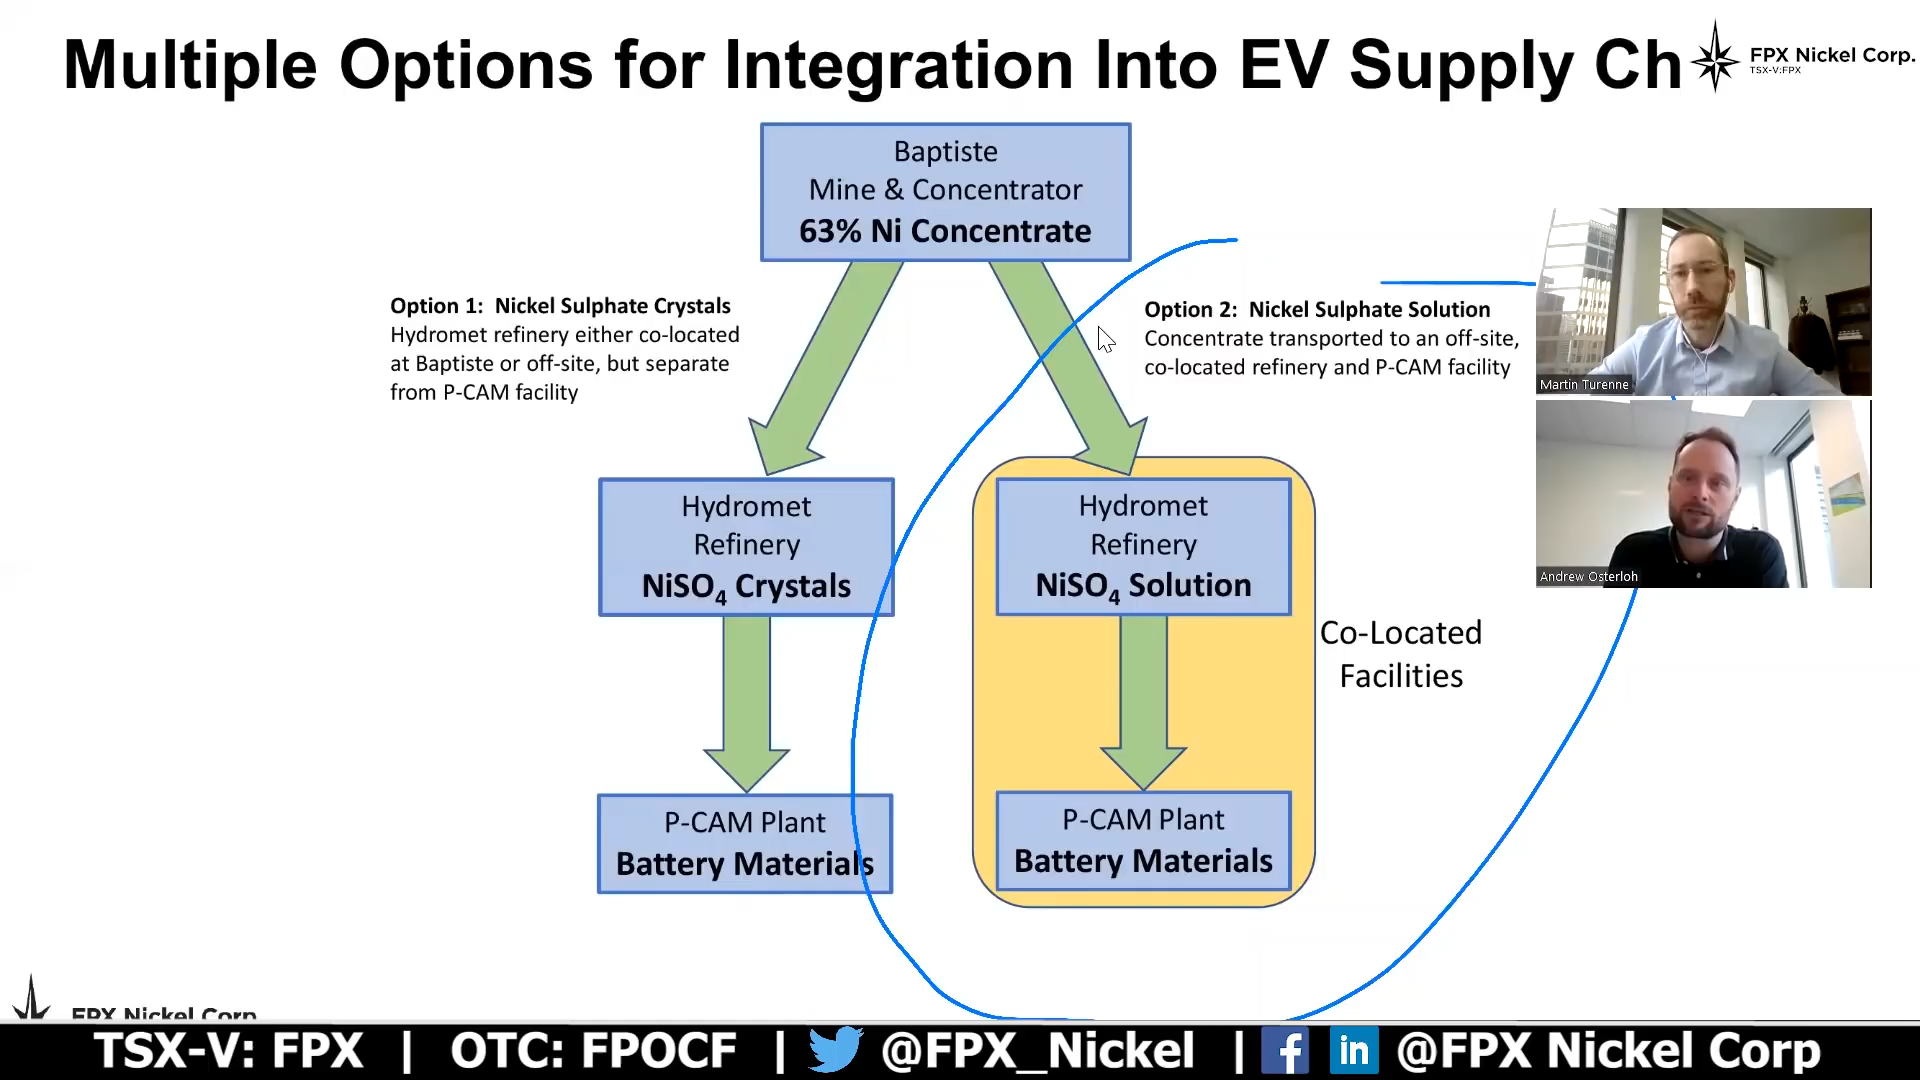 Multiple Options for Integration Into EV Supply Ch
FPX Nickel Corp.
TSX-V:FPX
Baptiste
Mine & Concentrator
63% Ni Concentrate
Option 1: Nickel Sulphate Crystals
Hydromet refinery either co-located
at Baptiste or off-site, but separate
from P-CAM facility
Option 2: Nickel Sulphate Solution
Concentrate transported to an off-site,
co-located refinery and P-CAM facility
Martin Turenne
Andrew Osterloh
Hydromet
Refinery
NiSO4 Crystals
Hydromet
Refinery
NiSO4 Solution
Co-Located
Facilities
P-CAM Plant
Battery Materials
P-CAM Plant
Battery Materials
FPX Nickel Corp
TSX-V: FPX | OTC: FPOCF | @FPX_Nickel | f in @FPX Nickel Corp